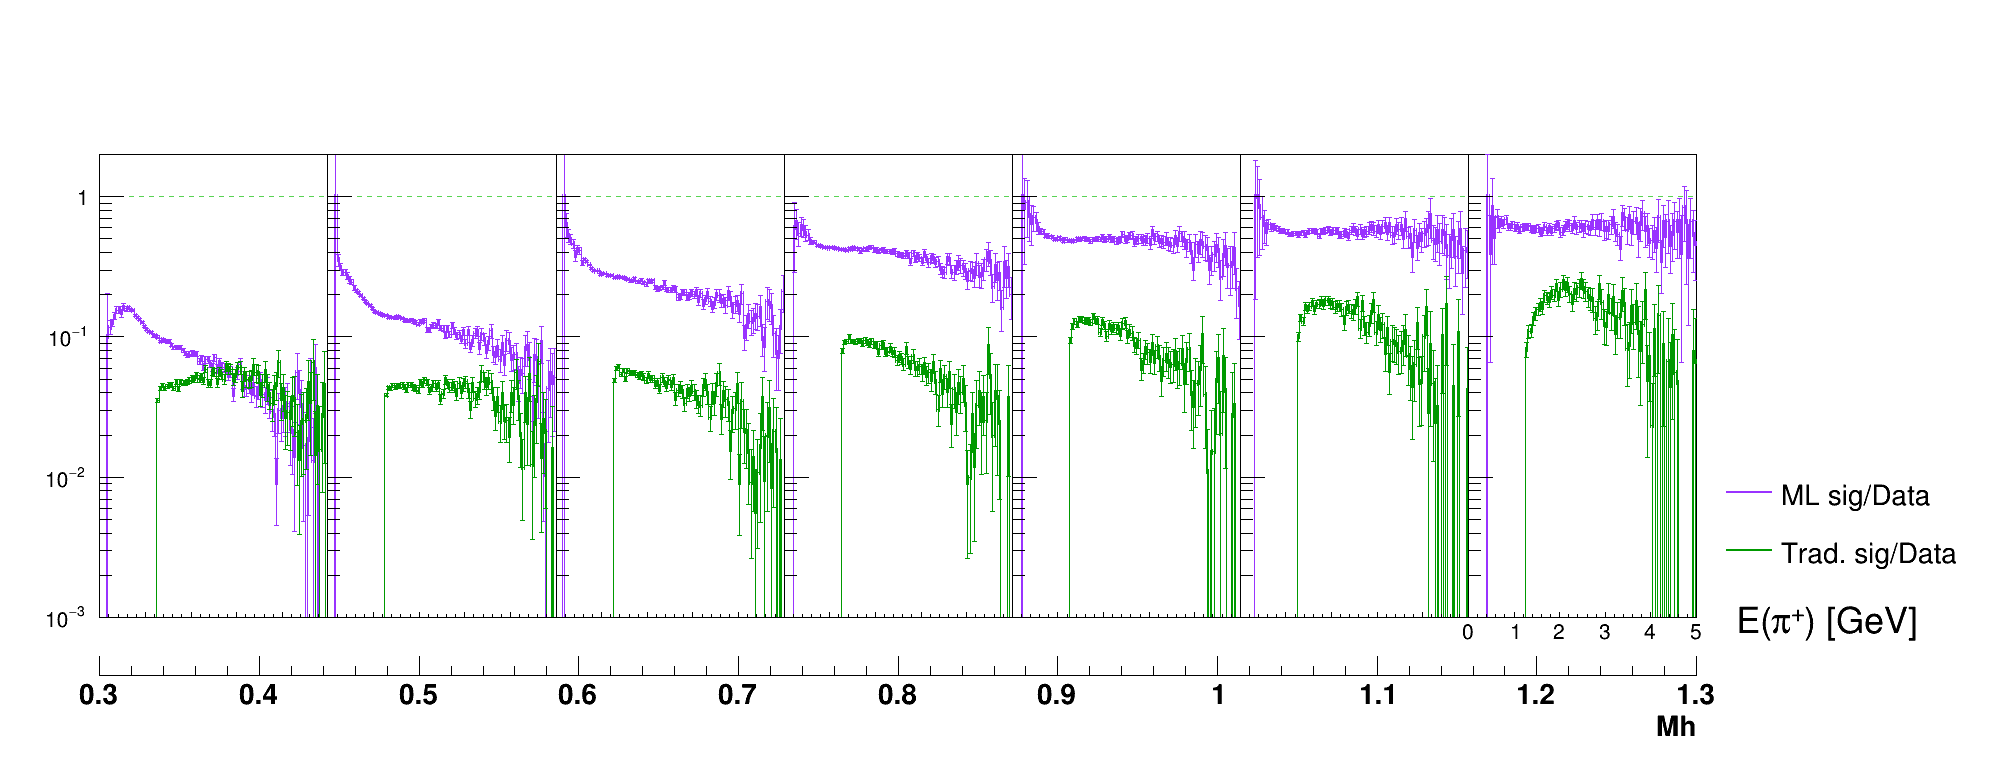 1
10⁻¹
10⁻²
10⁻³
ML sig/Data
Trad. sig/Data
E(π⁺) [GeV]
0 1 2 3 4 5
0.3 0.4 0.5 0.6 0.7 0.8 0.9 1 1.1 1.2 1.3
Mh